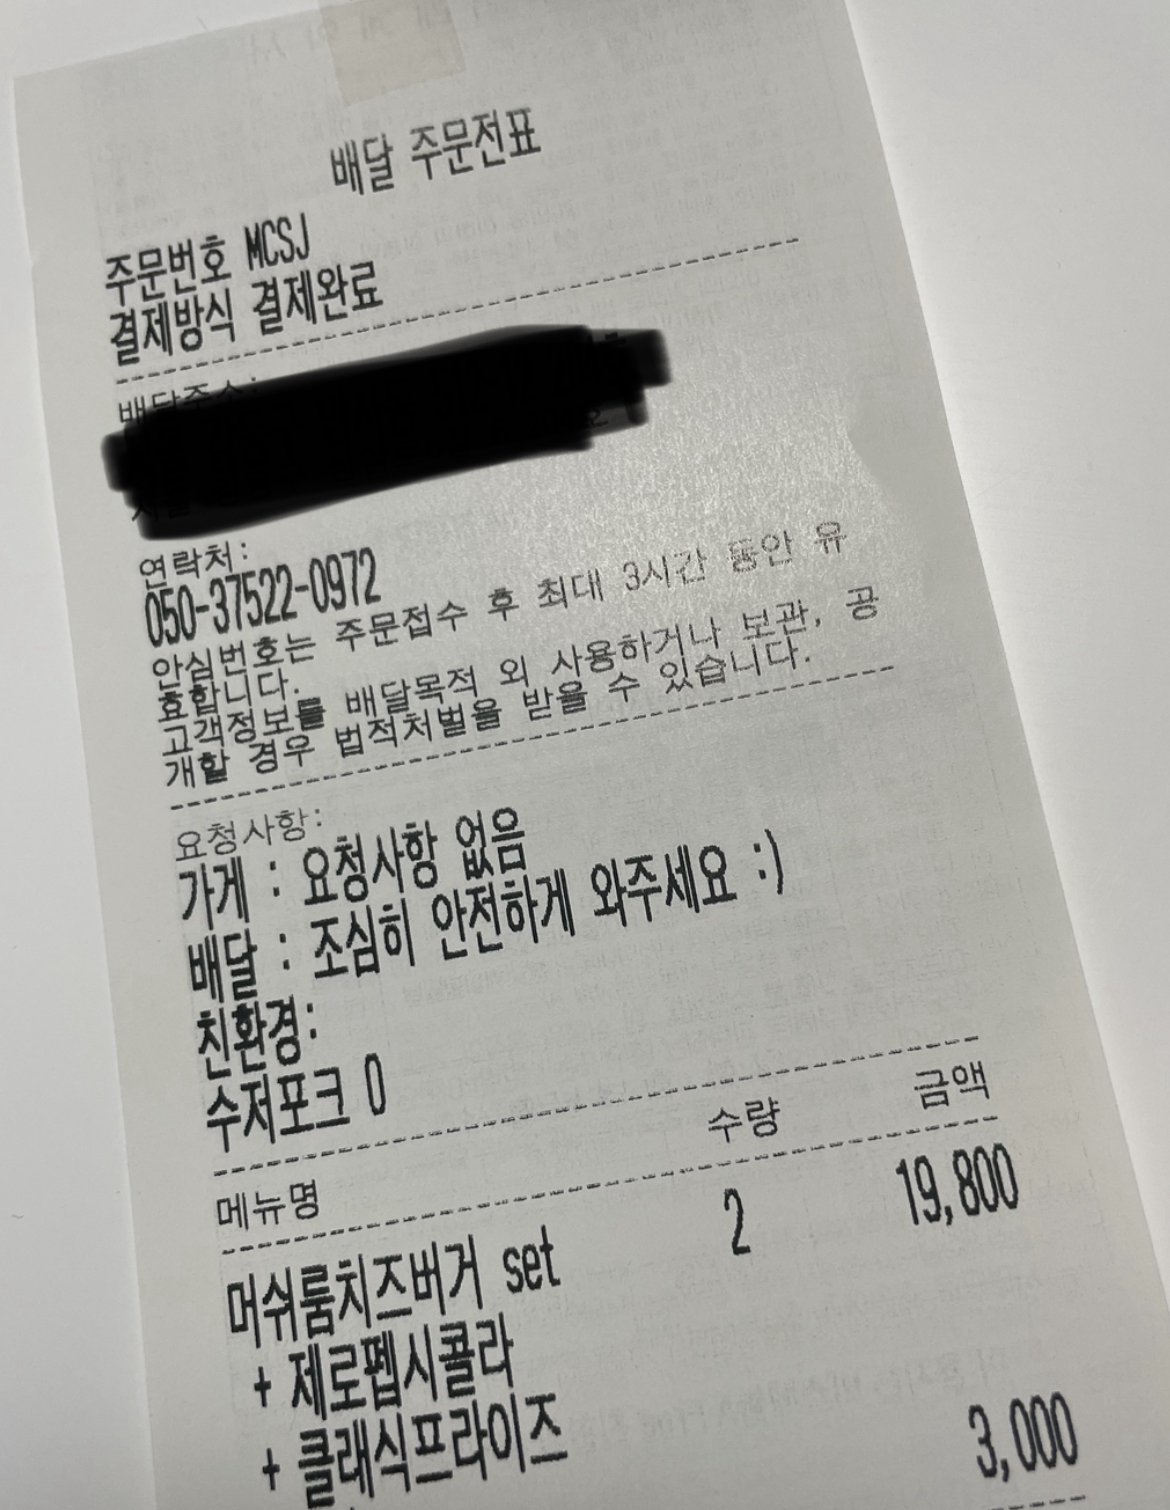 배달 주문전표
주문번호 MCSJ
결제방식 결제완료
배달주소:
연락처:
050-37522-0972
안심번호는 주문접수 후 최대 3시간 동안 유
효합니다.
고객정보를 배달목적 외 사용하거나 보관, 공
개할 경우 법적처벌을 받을 수 있습니다.
요청사항:
가게 : 요청사항 없음
배달 : 조심히 안전하게 와주세요 :)
친환경:
수저포크 0
메뉴명 수량 금액
머쉬룸치즈버거 set 2 19,800
+ 제로펩시콜라
+ 클래식프라이즈 3,000